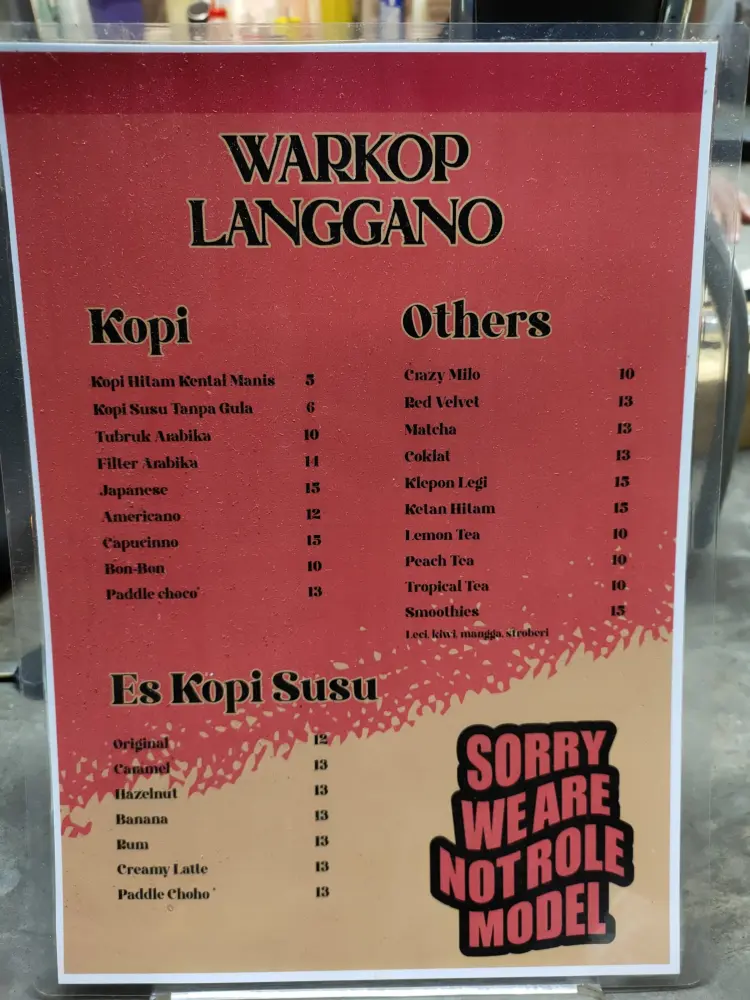 WARKOP
LANGGANO
Kopi
Kopi Hitam Kental Manis 5
Kopi Susu Tanpa Gula 6
Tubruk Arabika 10
Filter Arabika 14
Japanese 15
Americano 12
Capucinno 15
Bon-Bon 10
Paddle choco* 13
Others
Crazy Milo 10
Red Velvet 13
Matcha 13
Coklat 13
Klepon Legi 15
Ketan Hitam 15
Lemon Tea 10
Peach Tea 10
Tropical Tea 10
Smoothies 15
Leci, kiwi, mangga, stroberi
Es Kopi Susu
Original 12
Caramel 13
Hazelnut 13
Banana 13
Rum 13
Creamy Latte 13
Paddle Choho* 13
SORRY
WE ARE
NOT ROLE
MODEL